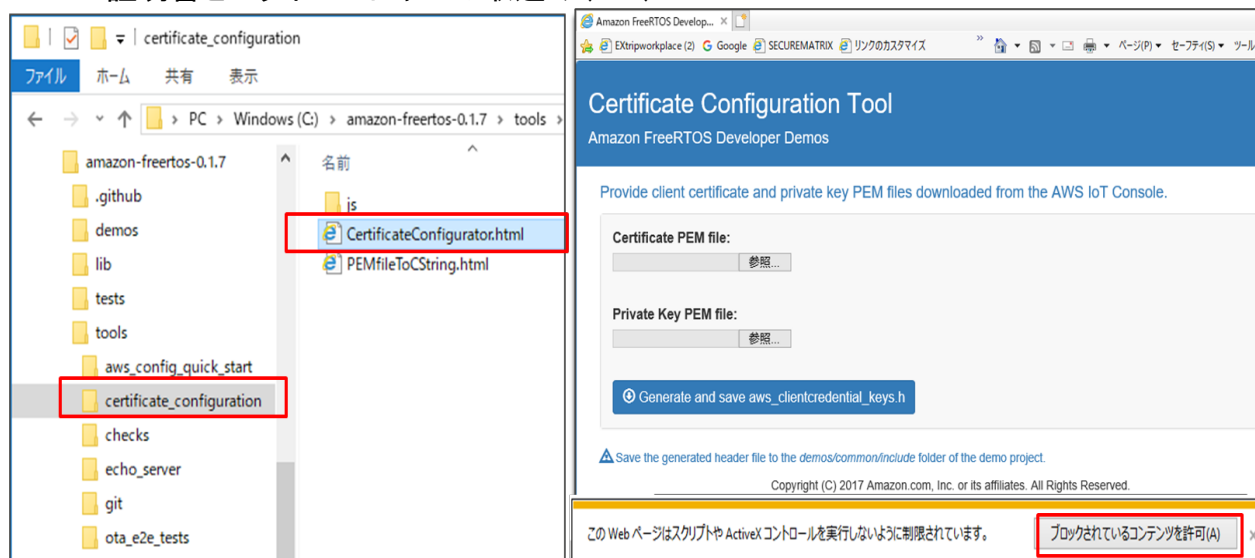 certificate_configuration
ファイル ホーム 共有 表示
PC > Windows (C:) > amazon-freertos-0.1.7 > tools >
amazon-freertos-0.1.7
.github
demos
lib
tests
tools
aws_config_quick_start
certificate_configuration
checks
echo_server
git
ota_e2e_tests
名前
js
CertificateConfigurator.html
PEMfileToCString.html
Amazon FreeRTOS Develop...
EXtripworkplace (2) Google SECUREMATRIX リンクのカスタマイズ » ページ(P) セーフティ(S) ツール
Certificate Configuration Tool
Amazon FreeRTOS Developer Demos
Provide client certificate and private key PEM files downloaded from the AWS IoT Console.
Certificate PEM file:
参照...
Private Key PEM file:
参照...
Generate and save aws_clientcredential_keys.h
Save the generated header file to the demos/common/include folder of the demo project.
Copyright (C) 2017 Amazon.com, Inc. or its affiliates. All Rights Reserved.
この Web ページはスクリプトや ActiveX コントロールを実行しないように制限されています。 ブロックされているコンテンツを許可(A) ×